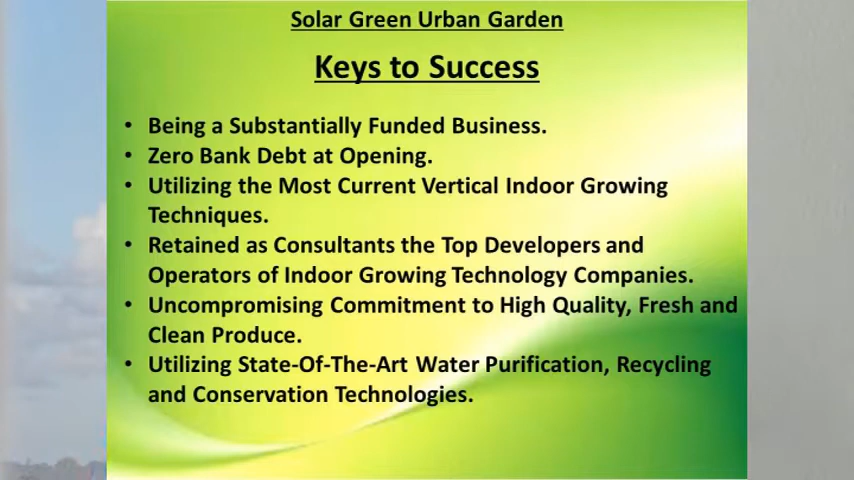 Solar Green Urban Garden
Keys to Success
• Being a Substantially Funded Business.
• Zero Bank Debt at Opening.
• Utilizing the Most Current Vertical Indoor Growing
Techniques.
• Retained as Consultants the Top Developers and
Operators of Indoor Growing Technology Companies.
• Uncompromising Commitment to High Quality, Fresh and
Clean Produce.
• Utilizing State-Of-The-Art Water Purification, Recycling
and Conservation Technologies.